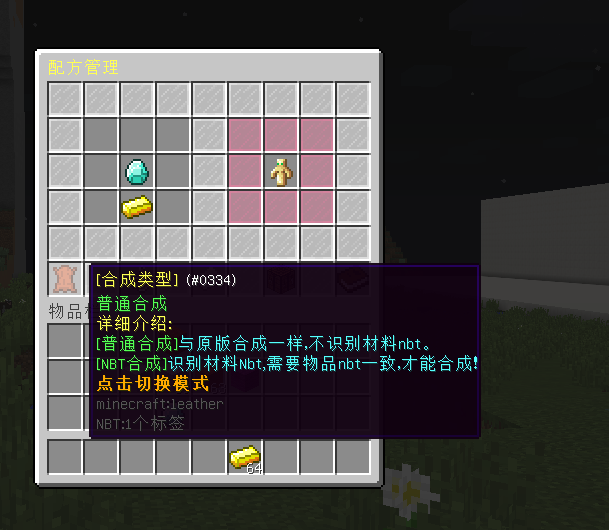 配方管理
[合成类型] (#0334)
普通合成
详细介绍:
[普通合成]与原版合成一样,不识别材料nbt。
[NBT合成]识别材料Nbt,需要物品nbt一致,才能合成!
点击切换模式
minecraft:leather
NBT:1个标签
物品
64